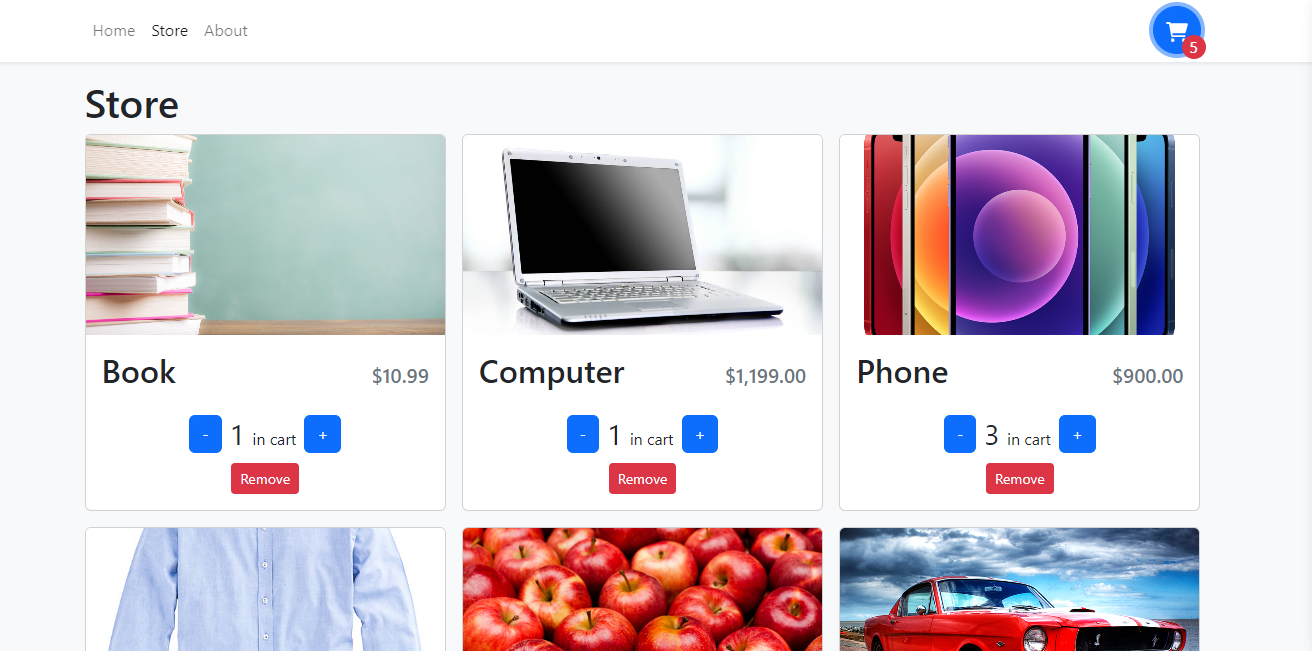 Home Store About
5
Store
Book $10.99
- 1 in cart +
Remove
Computer $1,199.00
- 1 in cart +
Remove
Phone $900.00
- 3 in cart +
Remove